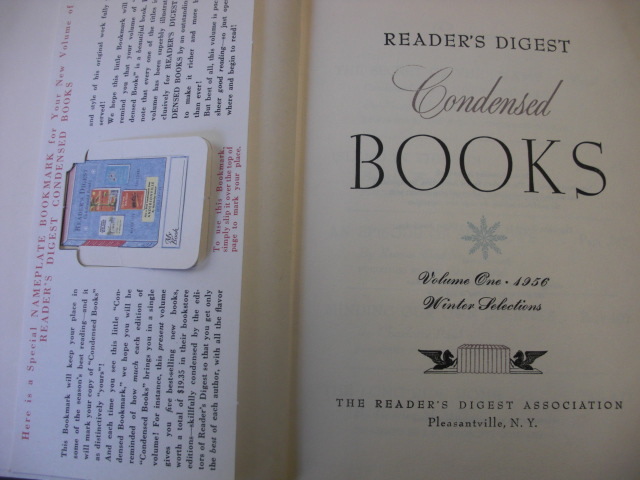 Here is a Special NAMEPLATE BOOKMARK for Your New Volume of
READER'S DIGEST CONDENSED BOOKS
This Bookmark will keep your place in
some of the season's best reading—and it
will mark your copy of "Condensed Books"
as distinctively "yours"!
And each time you see this little "Con-
densed Bookmark," we hope you will be
reminded of how much each edition of
"Condensed Books" brings you in a single
volume! For instance, this present volume
gives you five best-selling new books,
worth a total of $19.35 in their bookstore
editions—skillfully condensed by the edi-
tors of Reader's Digest so that you get only
the best of each author, with all the flavor
and style of his original work fully
served!
We hope this little Bookmark will
remind you that your volume of
densed Books" is a beautiful book.
note that every one of the titles
volume has been superbly illustrat
clusively for READER'S DIGEST
DENSED BOOKS by an outstandin
to make it richer and more
than ever!
But best of all, this volume is
sheer good reading—so just
where and begin to read!
READER'S DIGEST
My
Book
To use this Bookmark,
simply slip it over the top of
page to mark your place.
READER'S DIGEST
Condensed
BOOKS
Volume One · 1956
Winter Selections
THE READER'S DIGEST ASSOCIATION
Pleasantville, N. Y.